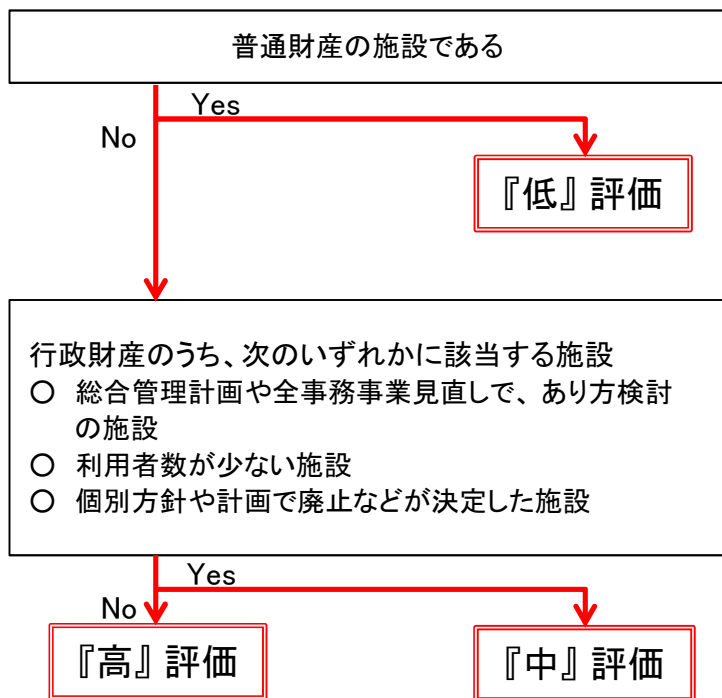 普通財産の施設である
Yes
No
『低』評価
行政財産のうち、次のいずれかに該当する施設
○ 総合管理計画や全事務事業見直しで、あり方検討
の施設
○ 利用者数が少ない施設
○ 個別方針や計画で廃止などが決定した施設
Yes
No
『高』評価
『中』評価